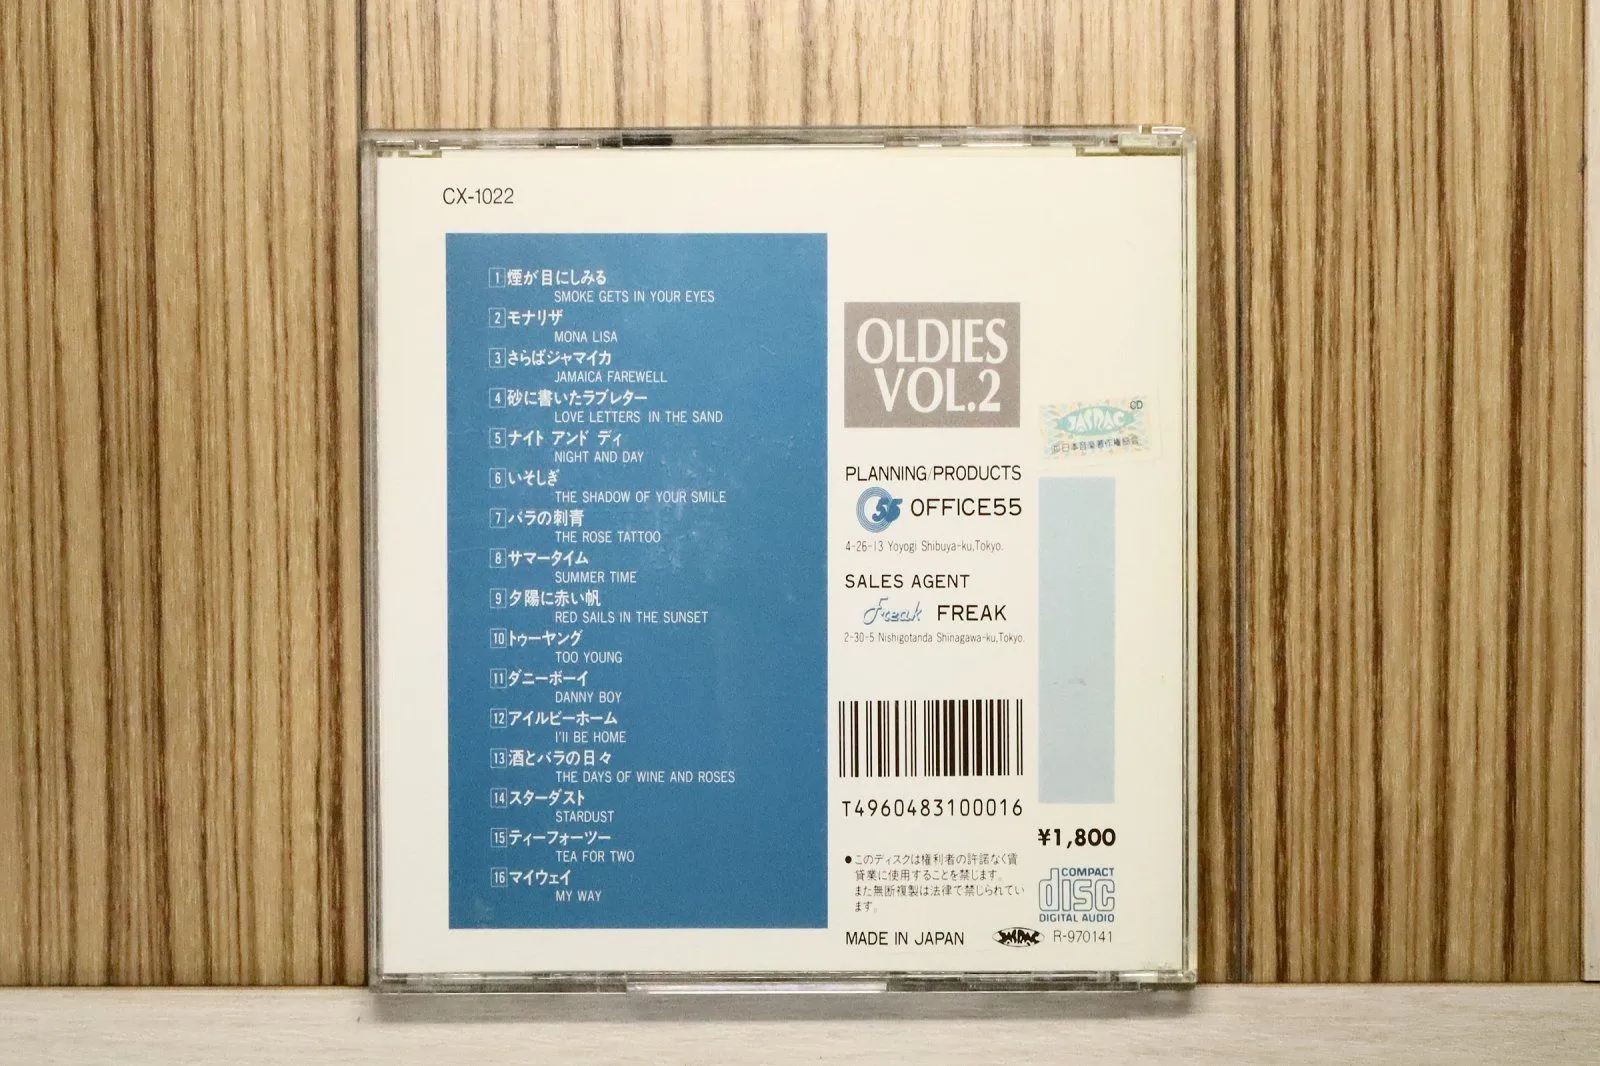 CX-1022
1 煙が目にしみる
SMOKE GETS IN YOUR EYES
2 モナリザ
MONA LISA
3 さらばジャマイカ
JAMAICA FAREWELL
4 砂に書いたラブレター
LOVE LETTERS IN THE SAND
5 ナイト アンド ディ
NIGHT AND DAY
6 いそしぎ
THE SHADOW OF YOUR SMILE
7 バラの刺青
THE ROSE TATTOO
8 サマータイム
SUMMER TIME
9 夕陽に赤い帆
RED SAILS IN THE SUNSET
10 トゥーヤング
TOO YOUNG
11 ダニーボーイ
DANNY BOY
12 アイルビーホーム
I'll BE HOME
13 酒とバラの日々
THE DAYS OF WINE AND ROSES
14 スターダスト
STARDUST
15 ティーフォーツー
TEA FOR TWO
16 マイウェイ
MY WAY
OLDIES
VOL.2
CD
JASRAC
日本音楽著作権協会
PLANNING/PRODUCTS
55 OFFICE55
4-26-13 Yoyogi Shibuya-ku,Tokyo.
SALES AGENT
Freak FREAK
2-30-5 Nishigotanda Shinagawa-ku,Tokyo.
T4960483100016
¥1,800
●このディスクは権利者の許諾なく賃
貸業に使用することを禁じます。
また無断複製は法律で禁じられてい
ます。
COMPACT
disc
DIGITAL AUDIO
MADE IN JAPAN JASRAC R-970141